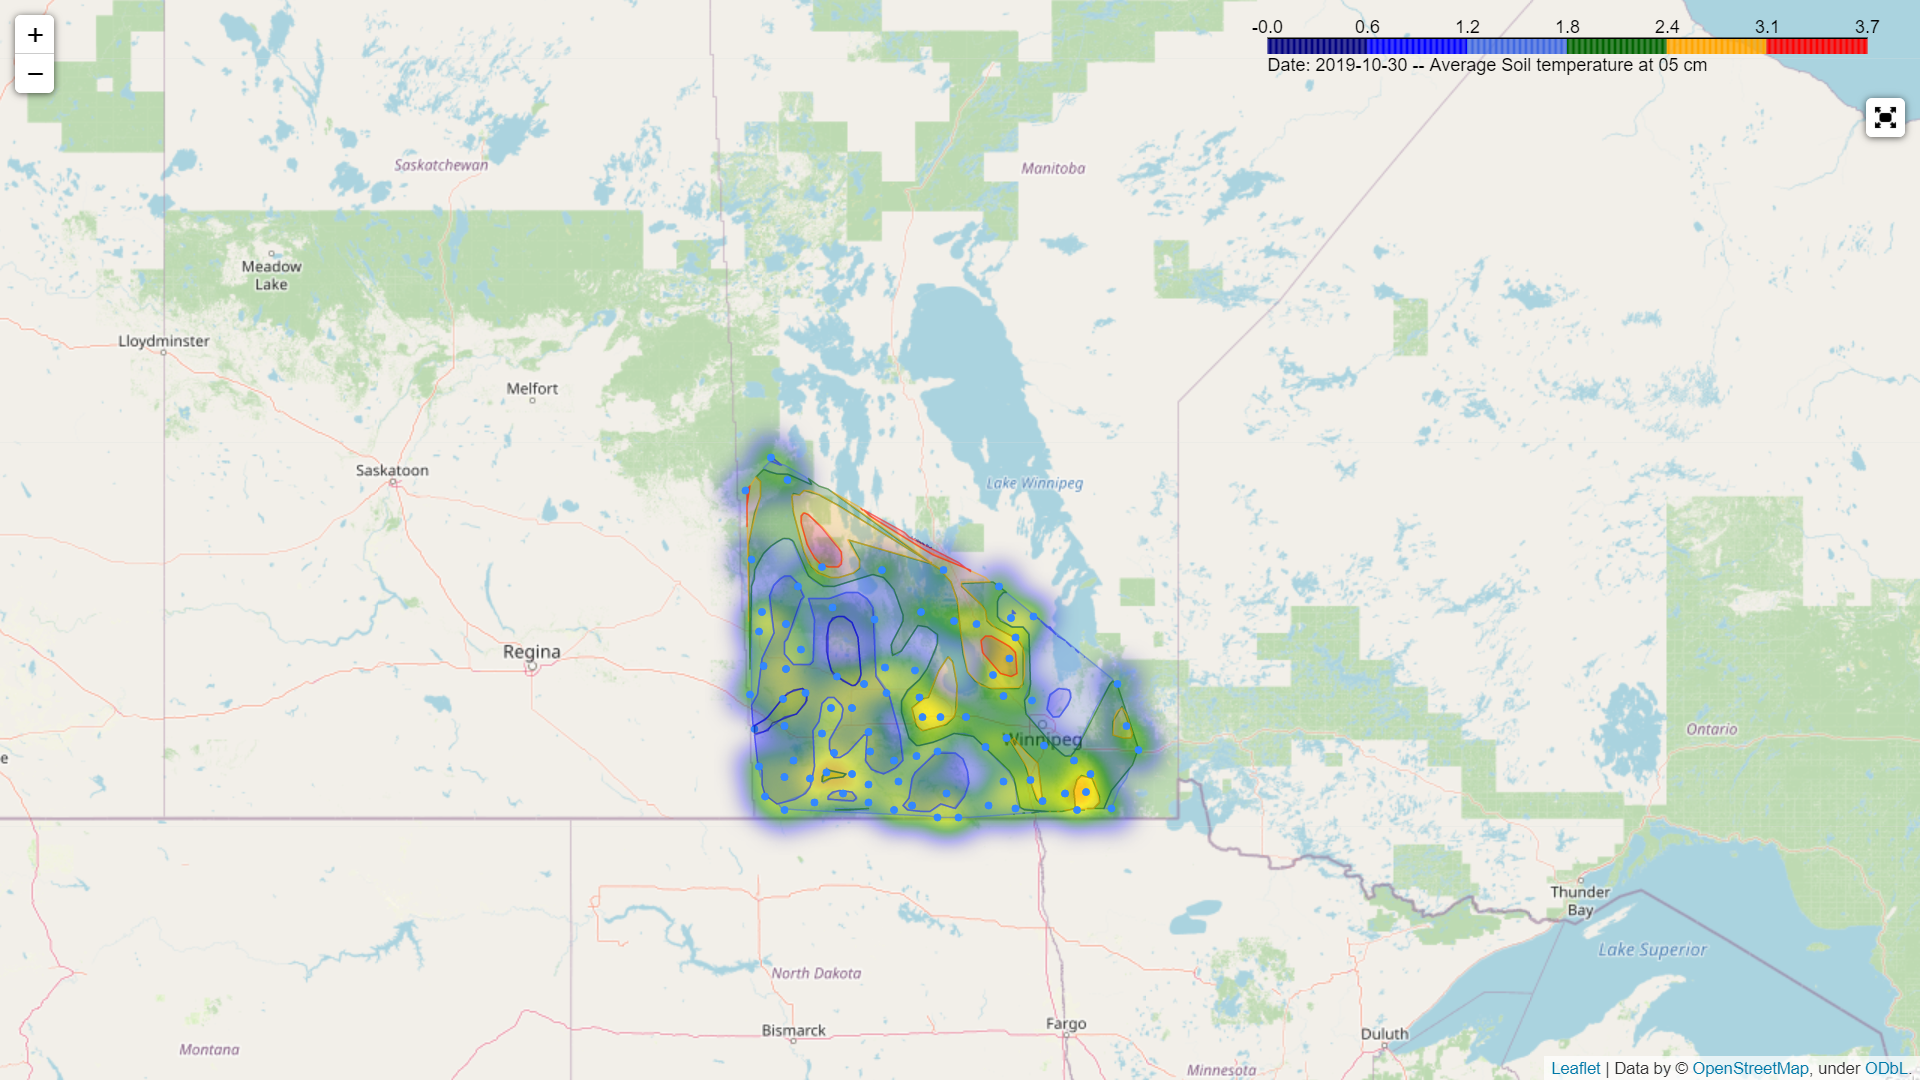 +
−
-0.0 0.6 1.2 1.8 2.4 3.1 3.7
Date: 2019-10-30 -- Average Soil temperature at 05 cm
Saskatchewan
Manitoba
Meadow
Lake
Lloydminster
Melfort
Saskatoon
Lake Winnipeg
Regina
Winnipeg
Ontario
e
Thunder
Bay
Lake Superior
North Dakota
Bismarck
Fargo
Duluth
Montana
Minnesota
Leaflet | Data by © OpenStreetMap, under ODbL.